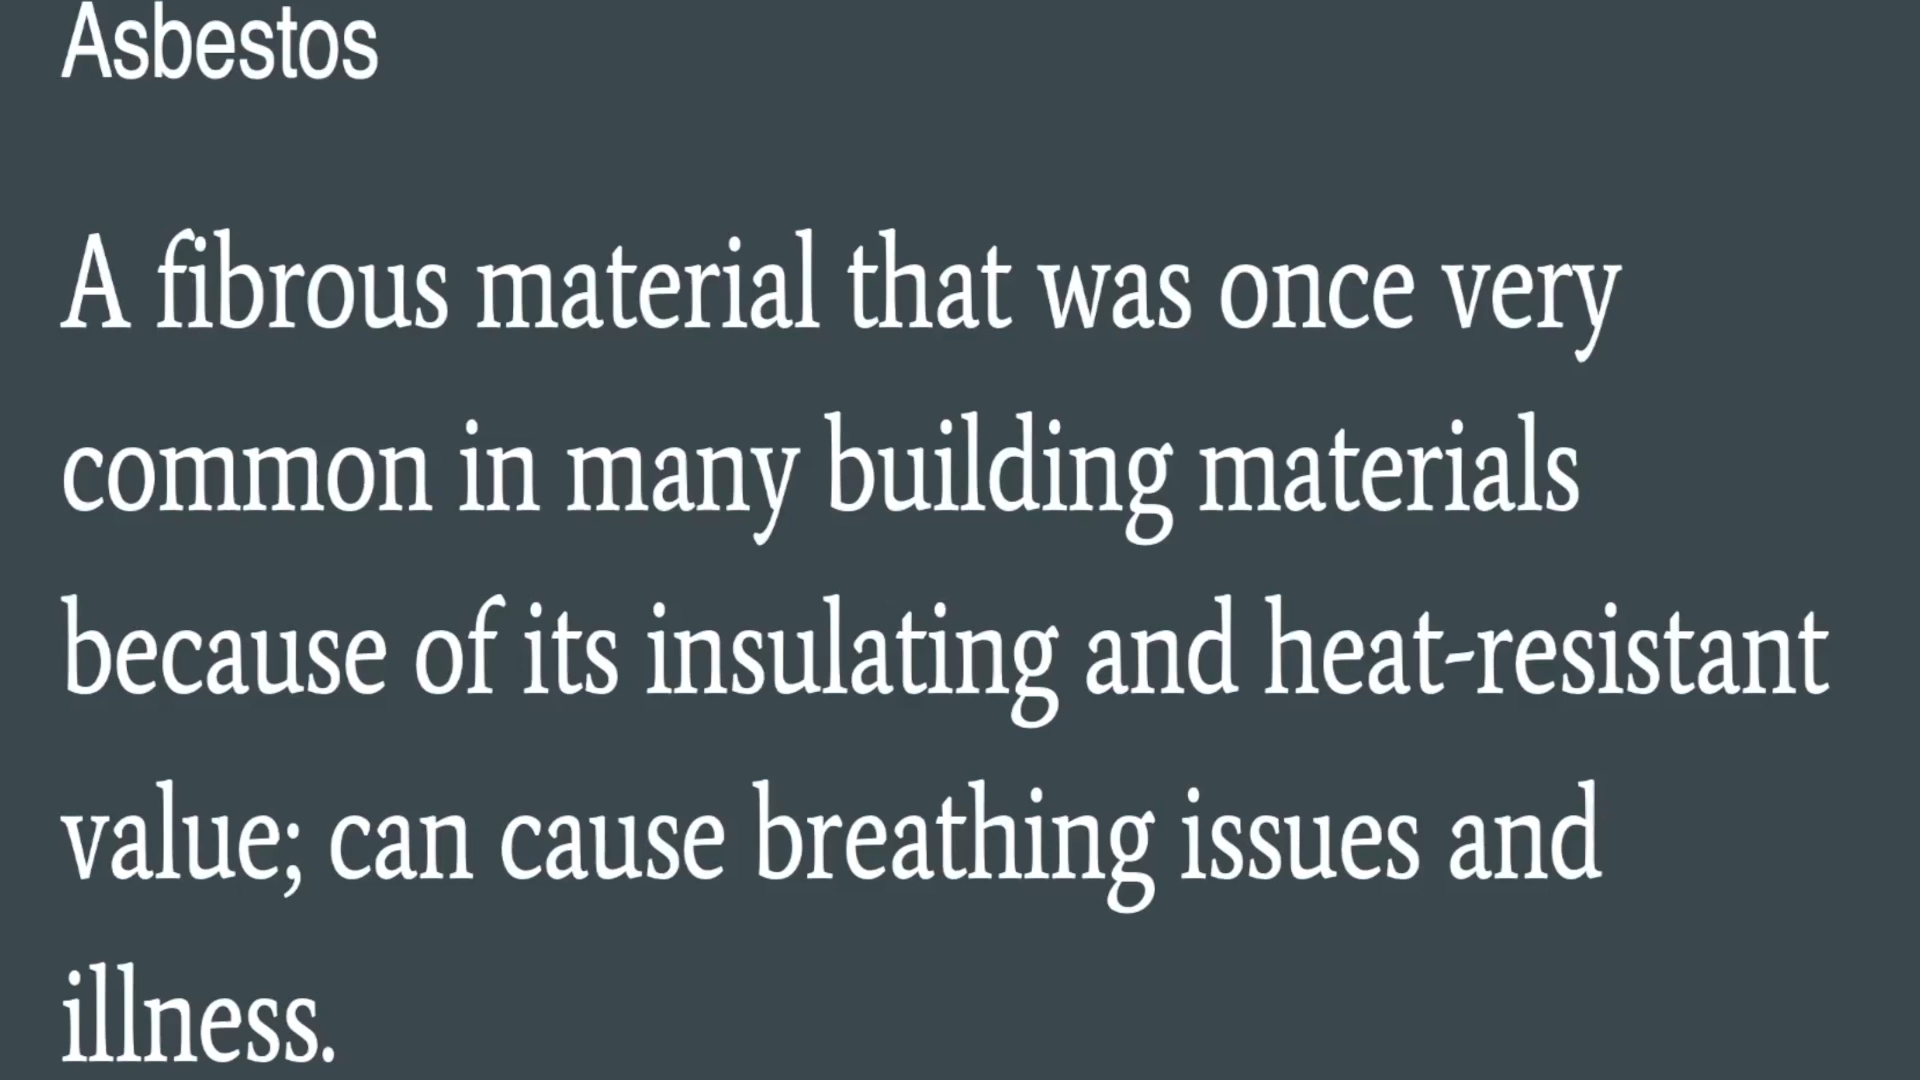 Asbestos
A fibrous material that was once very
common in many building materials
because of its insulating and heat-resistant
value; can cause breathing issues and
illness.